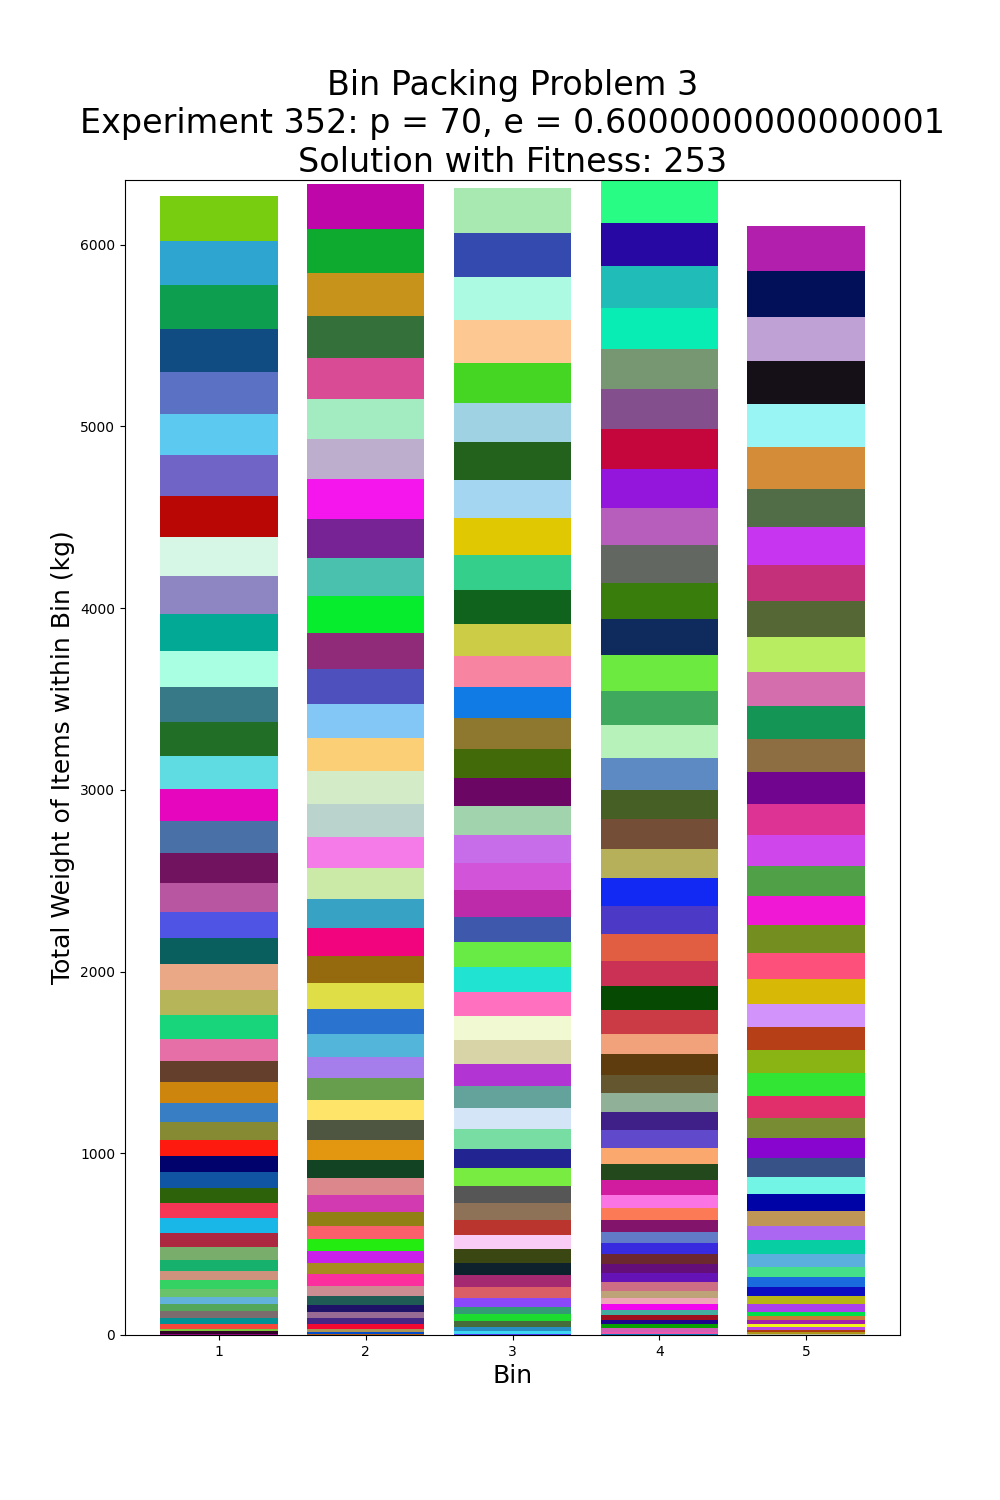 Bin Packing Problem 3
Experiment 352: p = 70, e = 0.6000000000000001
Solution with Fitness: 253
Total Weight of Items within Bin (kg)
6000
5000
4000
3000
2000
1000
0
1 2 3 4 5
Bin